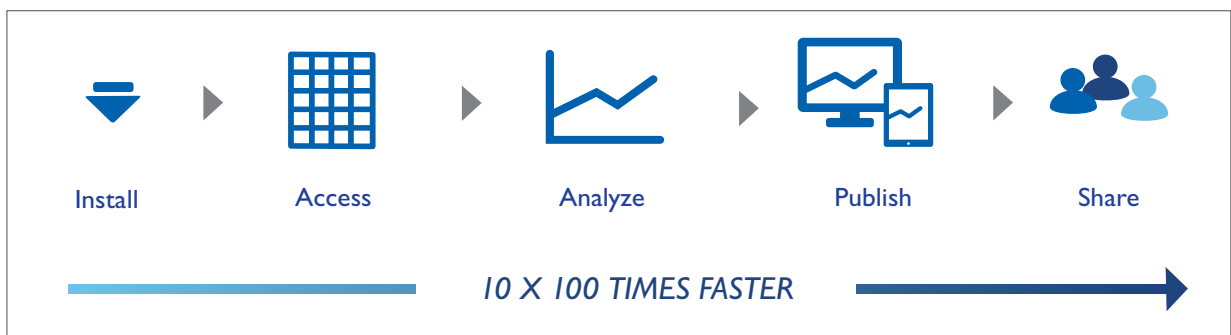 Install
Access
Analyze
Publish
Share
10 X 100 TIMES FASTER